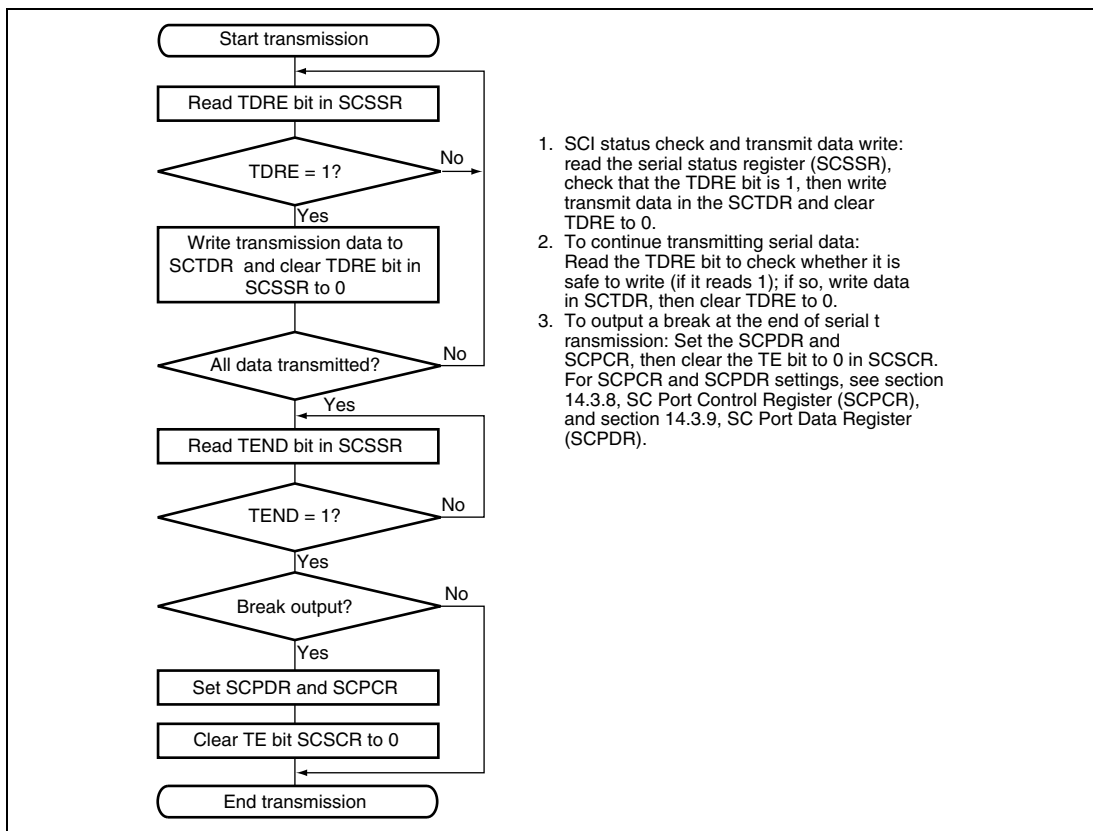 Start transmission
Read TDRE bit in SCSSR
No
TDRE = 1?
Yes
Write transmission data to
SCTDR and clear TDRE bit in
SCSSR to 0
No
All data transmitted?
Yes
Read TEND bit in SCSSR
No
TEND = 1?
Yes
No
Break output?
Yes
Set SCPDR and SCPCR
Clear TE bit SCSCR to 0
End transmission
1. SCI status check and transmit data write:
read the serial status register (SCSSR),
check that the TDRE bit is 1, then write
transmit data in the SCTDR and clear
TDRE to 0.
2. To continue transmitting serial data:
Read the TDRE bit to check whether it is
safe to write (if it reads 1); if so, write data
in SCTDR, then clear TDRE to 0.
3. To output a break at the end of serial t
ransmission: Set the SCPDR and
SCPCR, then clear the TE bit to 0 in SCSCR.
For SCPCR and SCPDR settings, see section
14.3.8, SC Port Control Register (SCPCR),
and section 14.3.9, SC Port Data Register
(SCPDR).